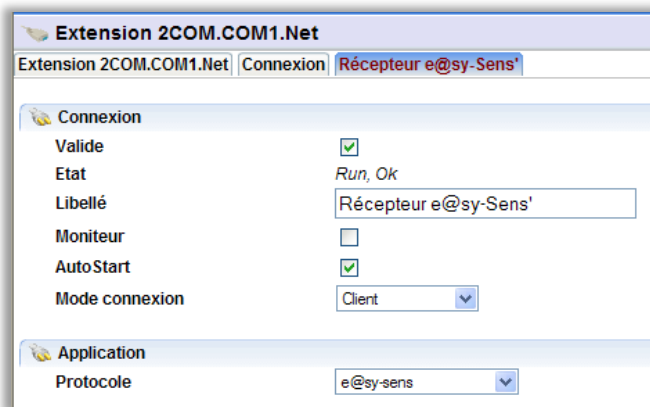 Extension 2COM.COM1.Net
Extension 2COM.COM1.Net Connexion Récepteur e@sy-Sens'
Connexion
Valide
Etat Run, Ok
Libellé Récepteur e@sy-Sens'
Moniteur
AutoStart
Mode connexion Client
Application
Protocole e@sy-sens